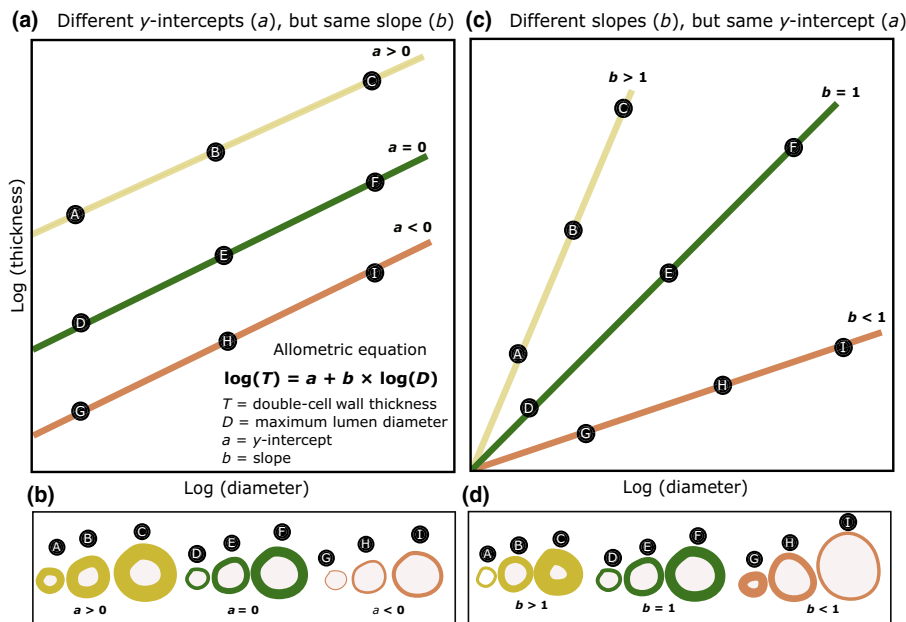 (a) Different y-intercepts (a), but same slope (b)
a > 0
C
B
a = 0
A
F
a < 0
E
I
D
H
G
Log (thickness)
Allometric equation
log(T) = a + b × log(D)
T = double-cell wall thickness
D = maximum lumen diameter
a = y-intercept
b = slope
Log (diameter)
(c) Different slopes (b), but same y-intercept (a)
b > 1
b = 1
C
F
B
E
b < 1
A
I
H
D
G
Log (diameter)
(b)
A B C D E F G H I
a > 0 a = 0 a < 0
(d)
A B C D E F G H I
b > 1 b = 1 b < 1